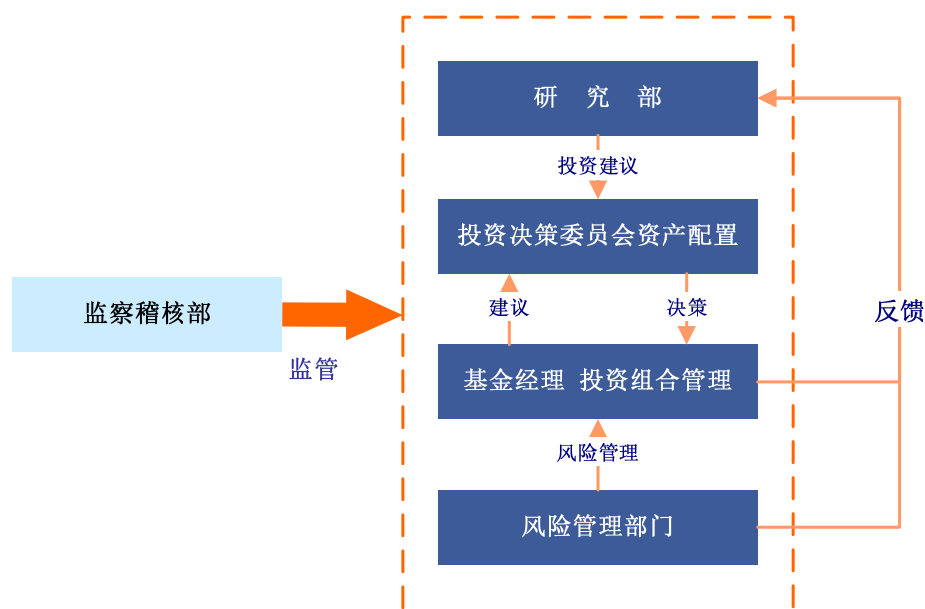 研 究 部
投资建议
投资决策委员会资产配置
建议
决策
反馈
监察稽核部
监管
基金经理 投资组合管理
风险管理
风险管理部门